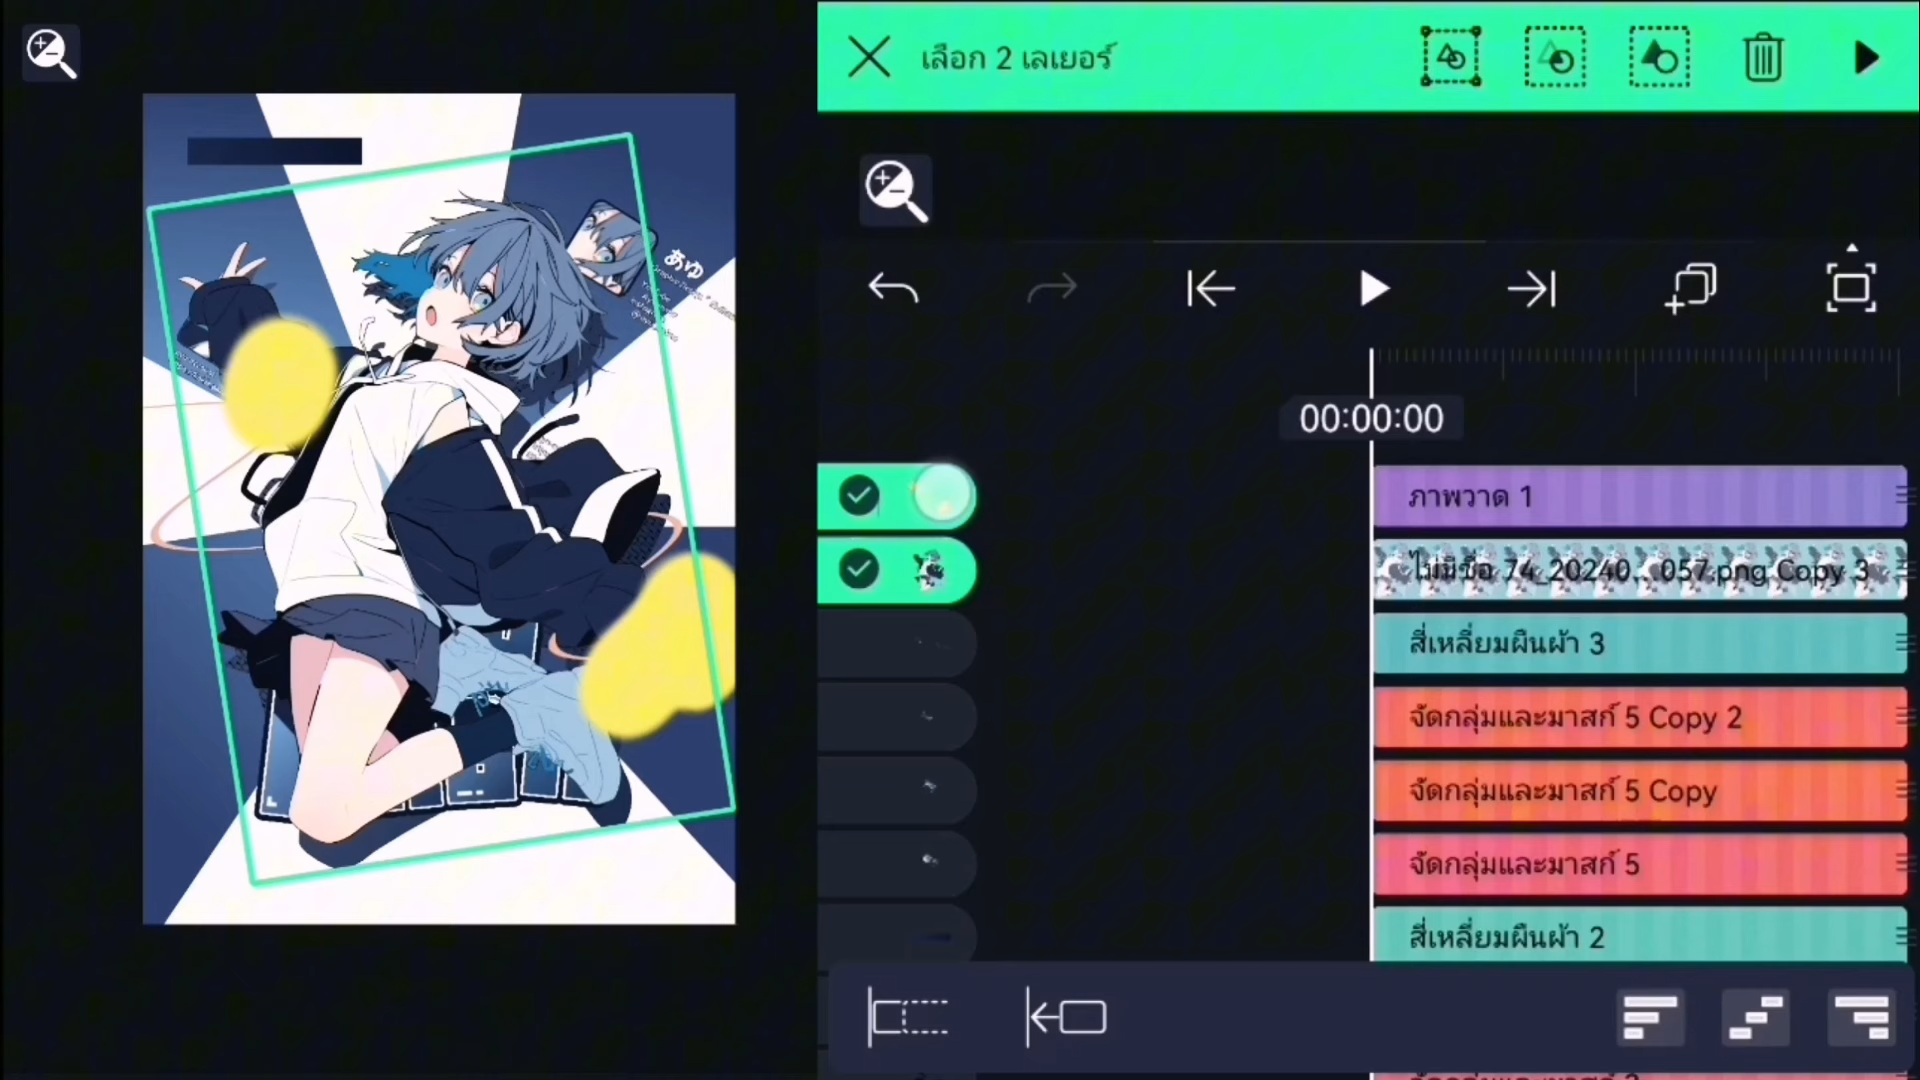 เลือก 2 เลเยอร์
あゆ
00:00:00
ภาพวาด 1
ไม่มีชื่อ 74_20240...057.png Copy 3
สี่เหลี่ยมผืนผ้า 3
จัดกลุ่มและมาสก์ 5 Copy 2
จัดกลุ่มและมาสก์ 5 Copy
จัดกลุ่มและมาสก์ 5
สี่เหลี่ยมผืนผ้า 2